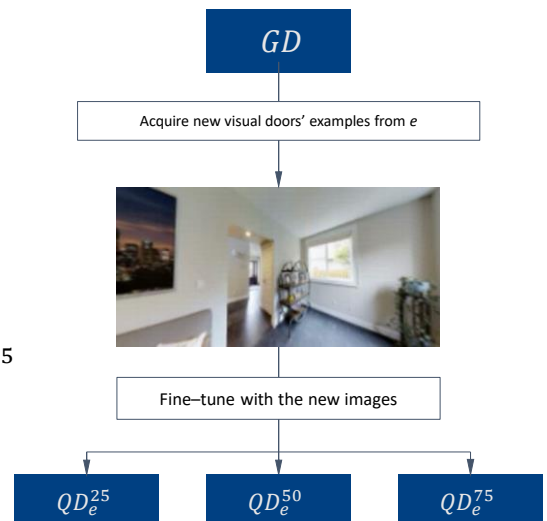 GD
Acquire new visual doors’ examples from e
5
Fine–tune with the new images
QD_e^25 QD_e^50 QD_e^75